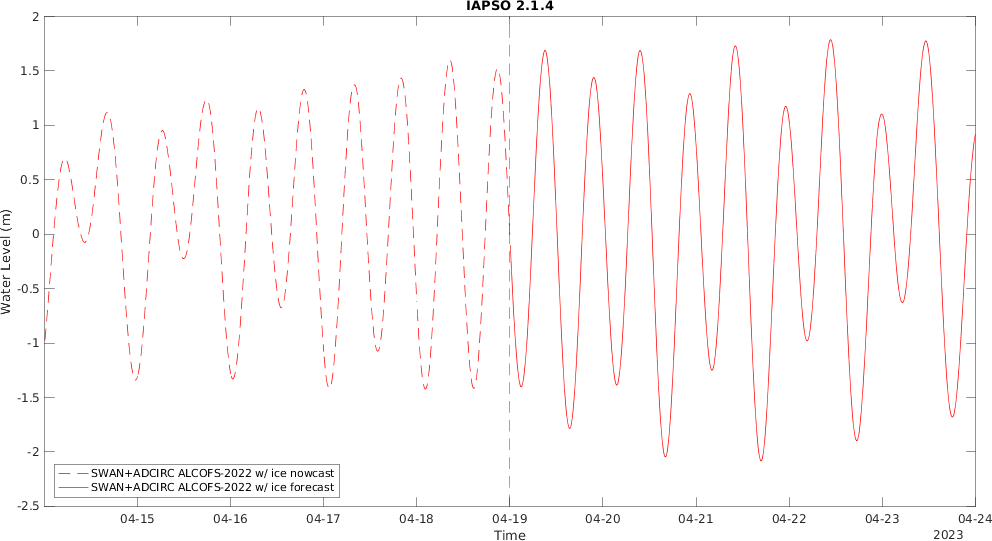 IAPSO 2.1.4
2
1.5
1
0.5
0
-0.5
-1
-1.5
-2
-2.5
Water Level (m)
SWAN+ADCIRC ALCOFS-2022 w/ ice nowcast
SWAN+ADCIRC ALCOFS-2022 w/ ice forecast
04-15 04-16 04-17 04-18 04-19 04-20 04-21 04-22 04-23 04-24
Time
2023